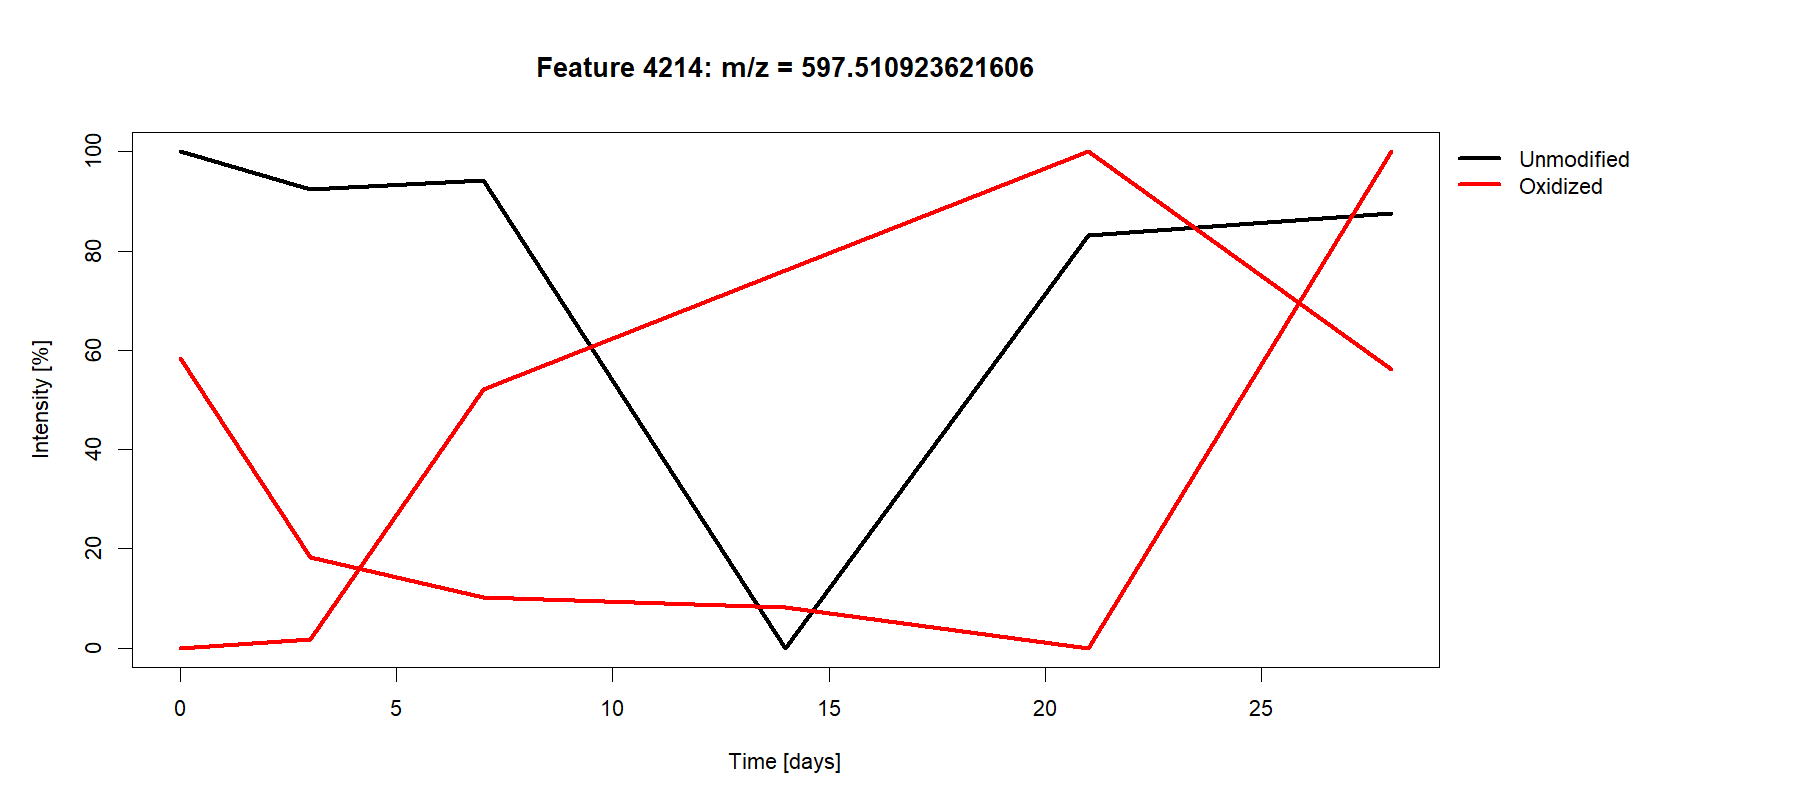 Feature 4214: m/z = 597.510923621606
Unmodified
Oxidized
Intensity [%]
100
80
60
40
20
0
0 5 10 15 20 25
Time [days]